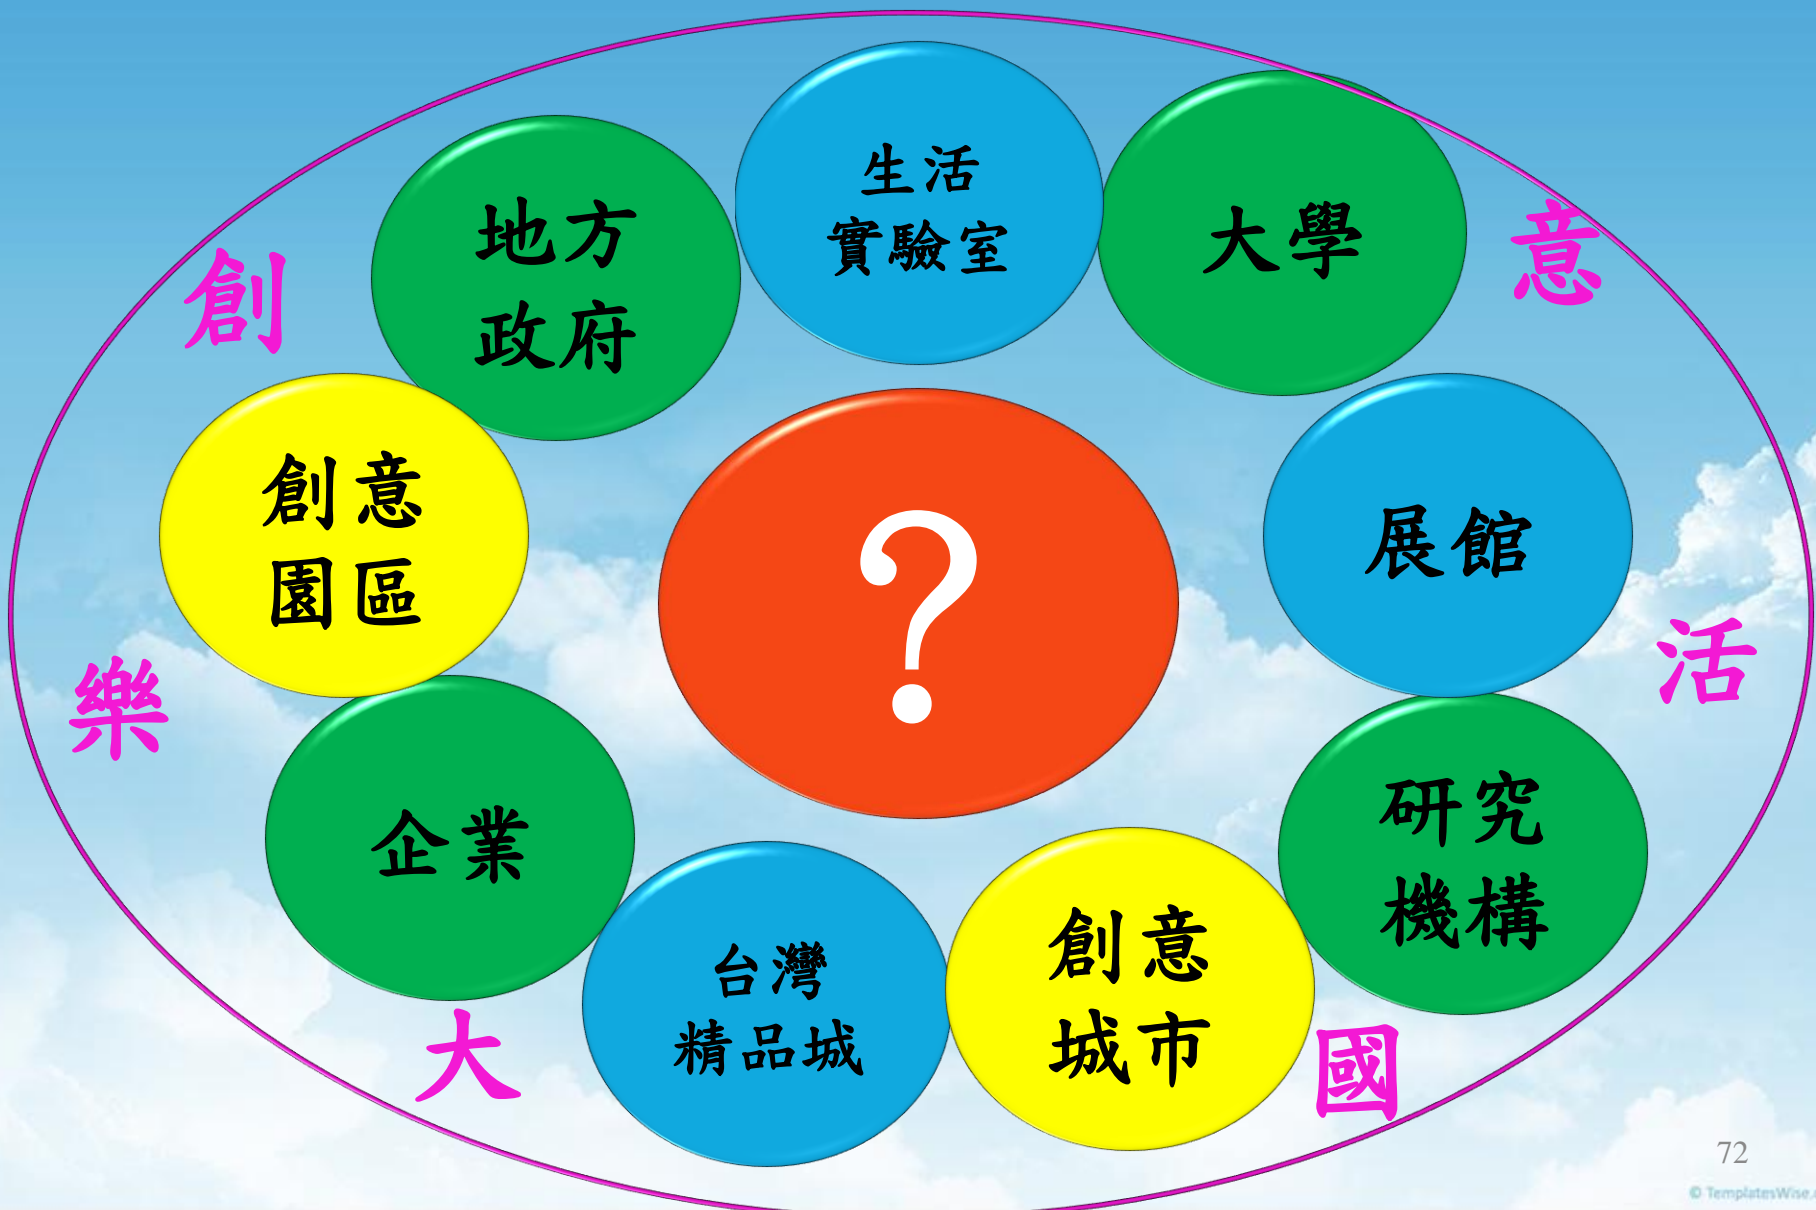 生活
實驗室
大學
地方
政府
創
意
創意
園區
展館
?
樂
活
企業
研究
機構
台灣
精品城
創意
城市
大
國
72
© TemplatesWise.